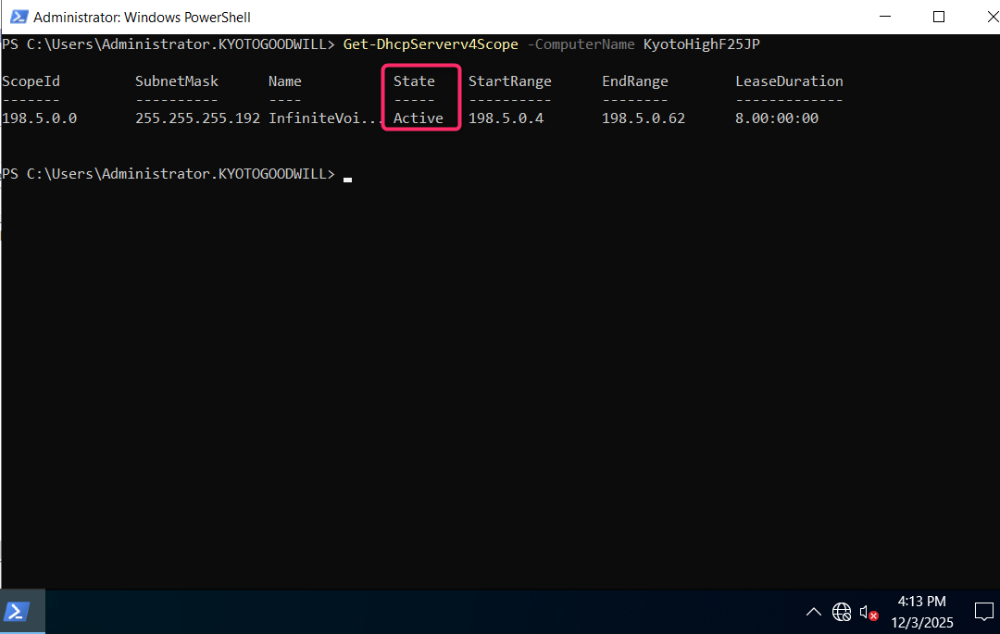 Administrator: Windows PowerShell
PS C:\Users\Administrator.KYOTOGOODWILL> Get-DhcpServerv4Scope -ComputerName KyotoHighF25JP
ScopeId SubnetMask Name State StartRange EndRange LeaseDuration
------- ---------- ---- ----- ---------- -------- -------------
198.5.0.0 255.255.255.192 InfiniteVoi... Active 198.5.0.4 198.5.0.62 8.00:00:00
PS C:\Users\Administrator.KYOTOGOODWILL>
4:13 PM
12/3/2025